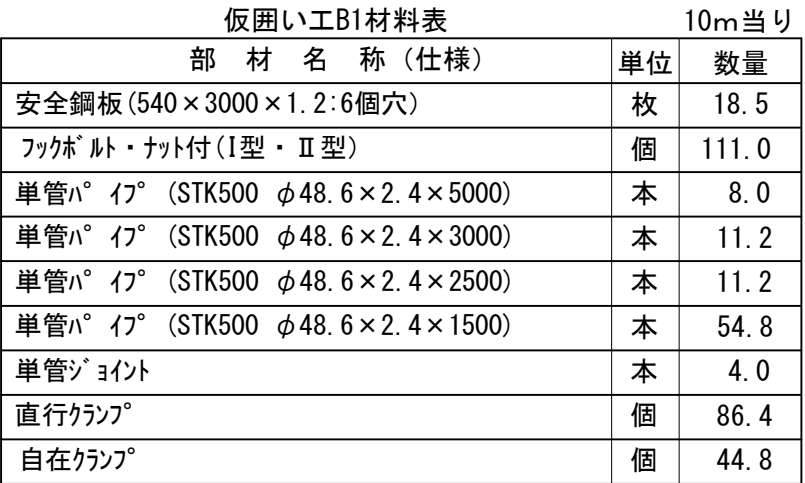 仮囲い工B1材料表 10m当り
部 材 名 称(仕様) 単位 数量
安全鋼板(540×3000×1.2:6個穴) 枚 18.5
フックボルト・ナット付(Ⅰ型・Ⅱ型) 個 111.0
単管パイプ (STK500 φ48.6×2.4×5000) 本 8.0
単管パイプ (STK500 φ48.6×2.4×3000) 本 11.2
単管パイプ (STK500 φ48.6×2.4×2500) 本 11.2
単管パイプ (STK500 φ48.6×2.4×1500) 本 54.8
単管ジョイント 本 4.0
直行クランプ 個 86.4
自在クランプ 個 44.8